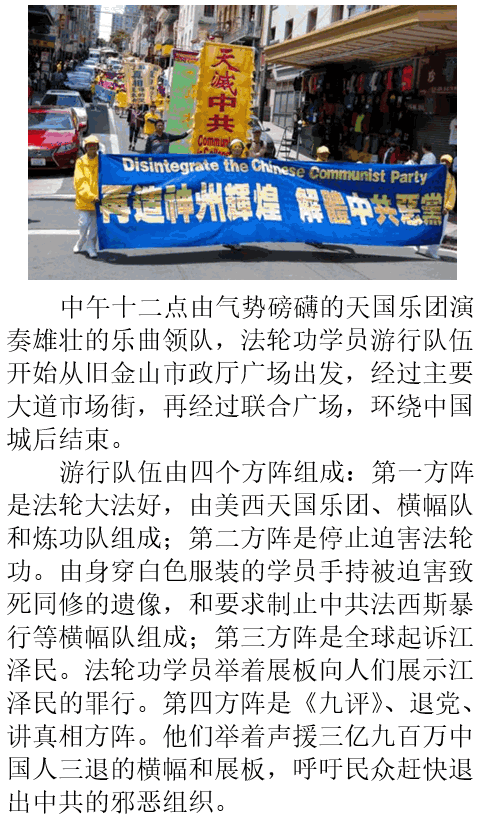 天滅中共
Disintegrate the Chinese Communist Party
再造神州輝煌 解體中共惡黨
中午十二点由气势磅礴的天国乐团演
奏雄壮的乐曲领队，法轮功学员游行队伍
开始从旧金山市政厅广场出发，经过主要
大道市场街，再经过联合广场，环绕中国
城后结束。
游行队伍由四个方阵组成：第一方阵
是法轮大法好，由美西天国乐团、横幅队
和炼功队组成；第二方阵是停止迫害法轮
功。由身穿白色服装的学员手持被迫害致
死同修的遗像，和要求制止中共法西斯暴
行等横幅队组成；第三方阵是全球起诉江
泽民。法轮功学员举着展板向人们展示江
泽民的罪行。第四方阵是《九评》、退党、
讲真相方阵。他们举着声援三亿九百万中
国人三退的横幅和展板，呼吁民众赶快退
出中共的邪恶组织。